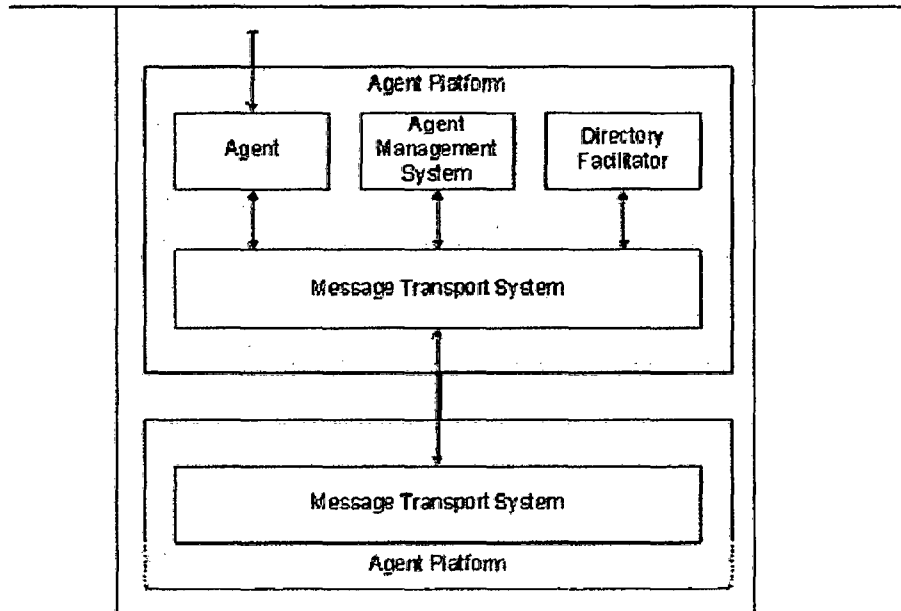 Agent Platform
Agent
Agent
Management
System
Directory
Facilitator
Message Transport System
Message Transport System
Agent Platform